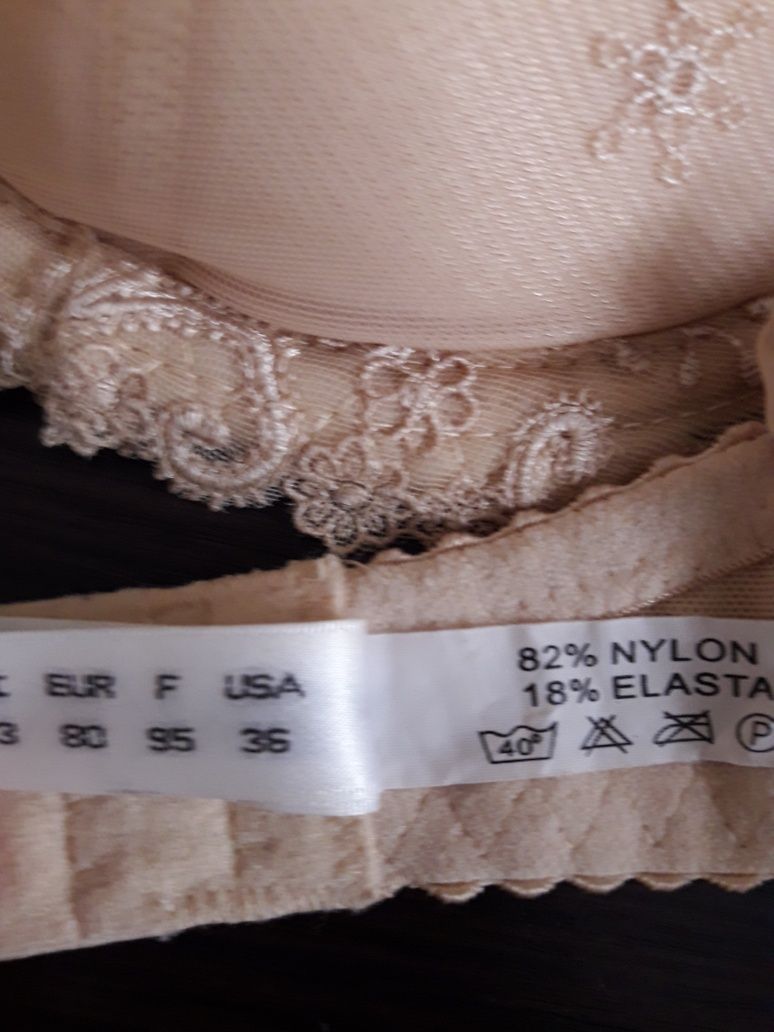 EUR F USA
80 95 36
82% NYLON
18% ELASTA
40°
P